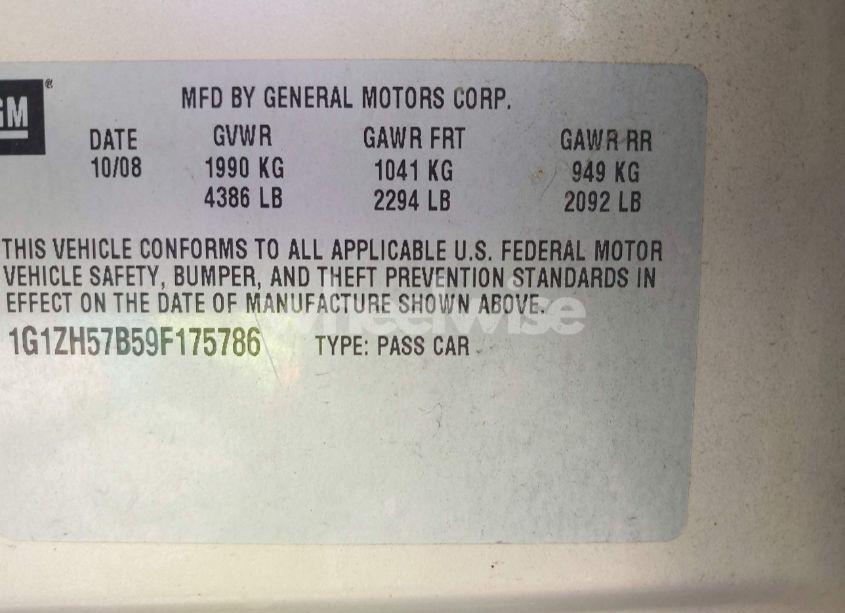 GM ®
MFD BY GENERAL MOTORS CORP.
DATE GVWR GAWR FRT GAWR RR
10/08 1990 KG 1041 KG 949 KG
4386 LB 2294 LB 2092 LB
THIS VEHICLE CONFORMS TO ALL APPLICABLE U.S. FEDERAL MOTOR
VEHICLE SAFETY, BUMPER, AND THEFT PREVENTION STANDARDS IN
EFFECT ON THE DATE OF MANUFACTURE SHOWN ABOVE.
wheelwise
1G1ZH57B59F175786 TYPE: PASS CAR